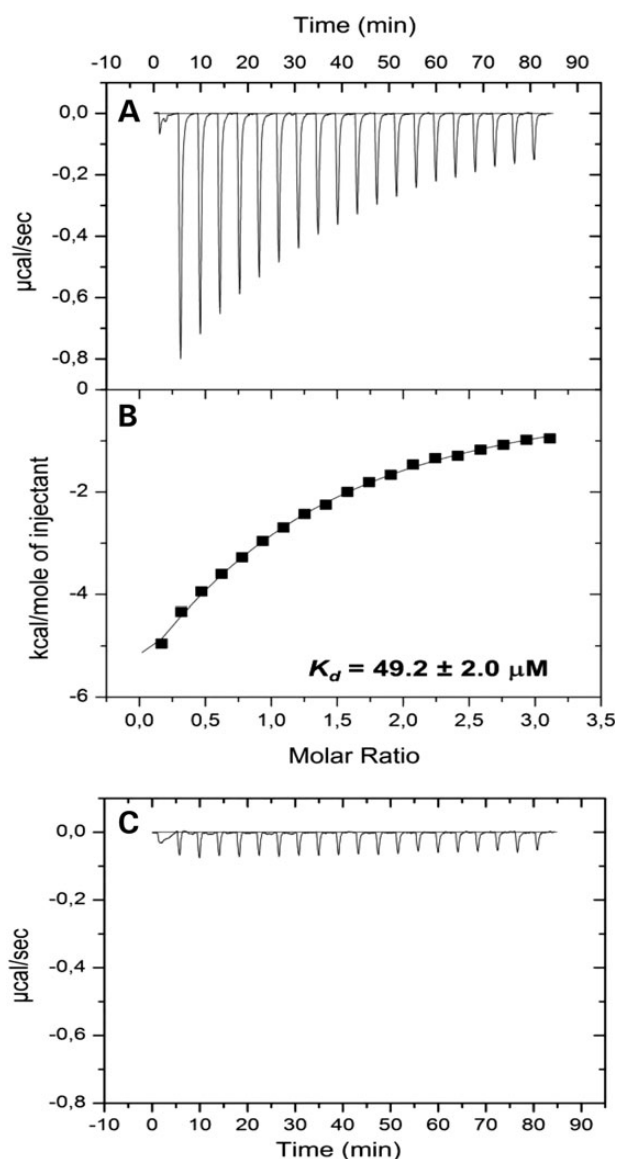 Time (min)
-10 0 10 20 30 40 50 60 70 80 90
A
0,0
-0,2
-0,4
-0,6
-0,8
µcal/sec
0
B
-2
-4
-6
kcal/mole of injectant
Kd = 49.2 ± 2.0 µM
0,0 0,5 1,0 1,5 2,0 2,5 3,0 3,5
Molar Ratio
C
0,0
-0,2
-0,4
-0,6
-0,8
µcal/sec
-10 0 10 20 30 40 50 60 70 80 90
Time (min)